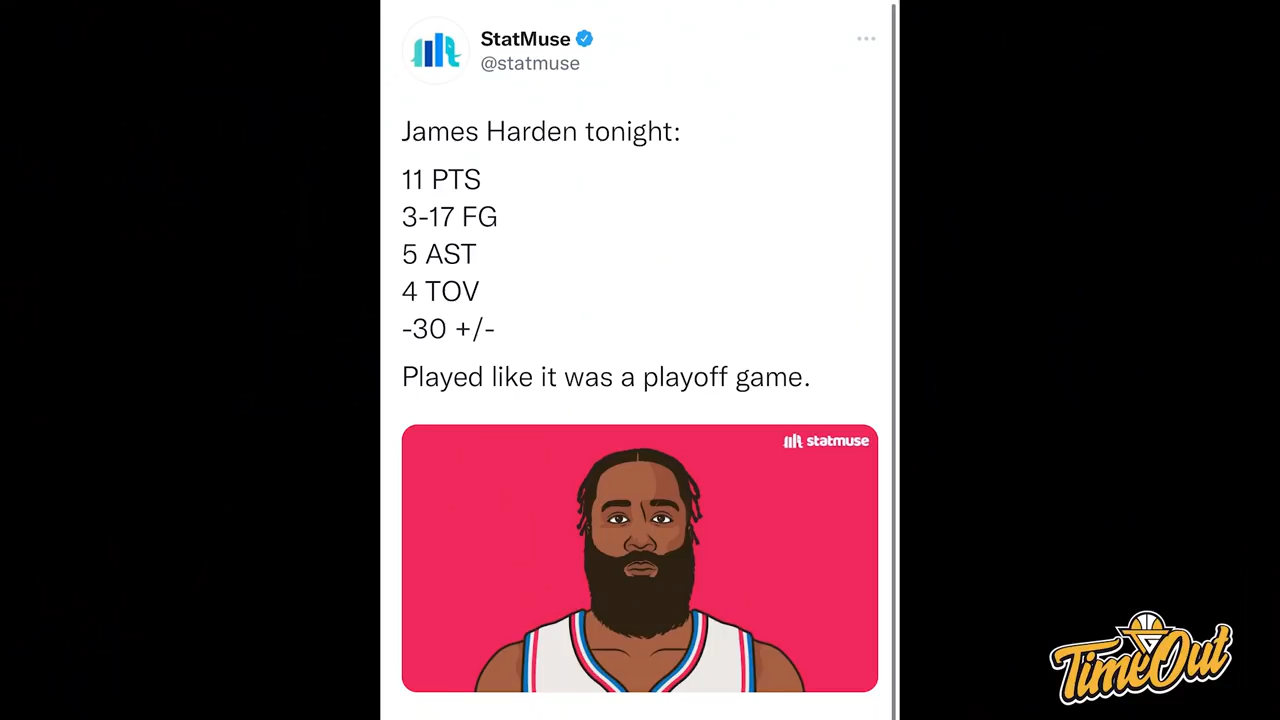 StatMuse
@statmuse
James Harden tonight:
11 PTS
3-17 FG
5 AST
4 TOV
-30 +/-
Played like it was a playoff game.
statmuse
TimeOut